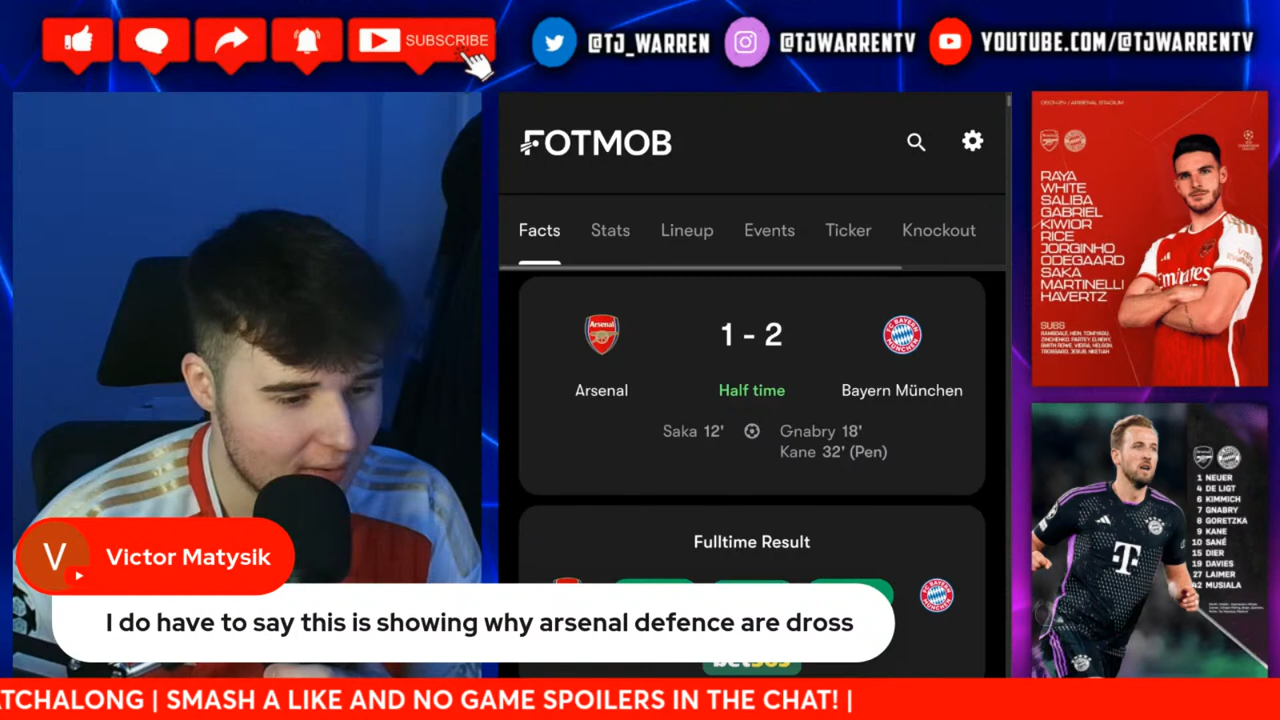 SUBSCRIBE
@TJ_WARREN
@TJWARRENTV
YOUTUBE.COM/@TJWARRENTV
FOTMOB
Facts Stats Lineup Events Ticker Knockout
Arsenal
1 - 2
Arsenal
Half time
Bayern München
Saka 12'
Gnabry 18'
Kane 32' (Pen)
Fulltime Result
bet365
V
Victor Matysik
I do have to say this is showing why arsenal defence are dross
RAYA
WHITE
SALIBA
GABRIEL
KIWIOR
RICE
JORGINHO
ODEGAARD
SAKA
MARTINELLI
HAVERTZ
SUBS
Emirates
1 NEUER
4 DE LIGT
6 KIMMICH
7 GNABRY
8 GORETZKA
9 KANE
10 SANÉ
15 DIER
19 DAVIES
27 LAIMER
42 MUSIALA
T
TCHALONG | SMASH A LIKE AND NO GAME SPOILERS IN THE CHAT! |